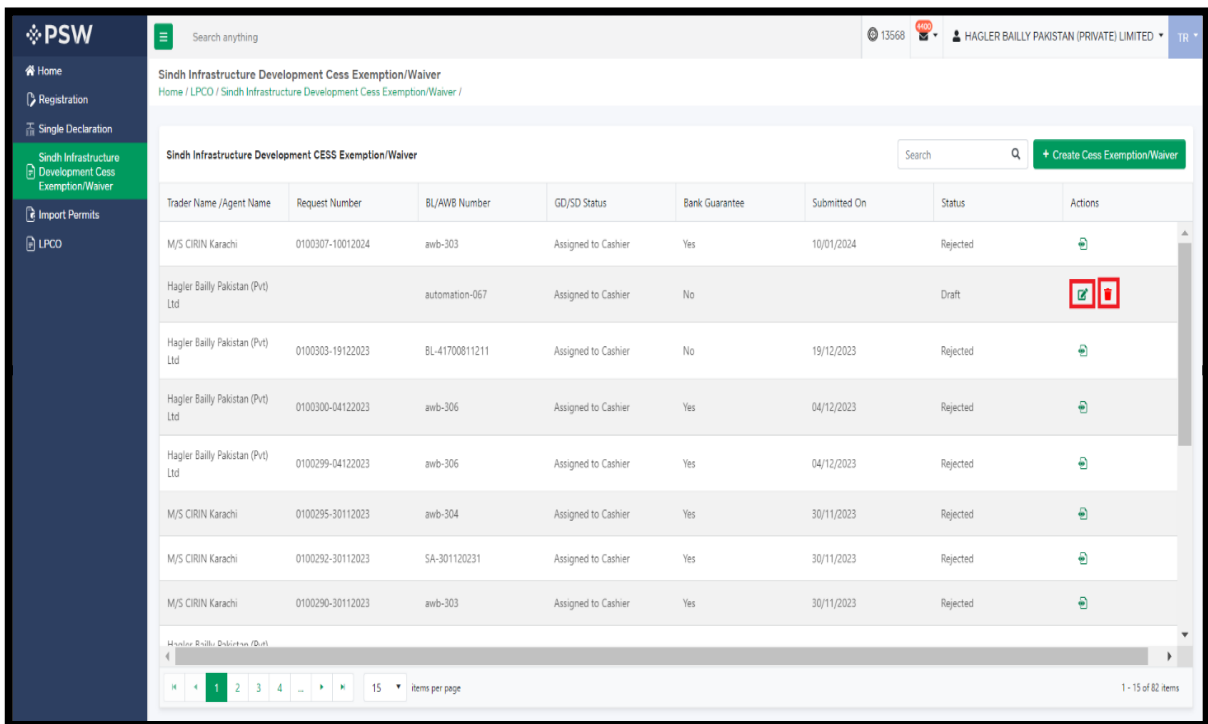 PSW
Search anything
13568
4400
HAGLER BAILLY PAKISTAN (PRIVATE) LIMITED
TR
Home
Registration
Single Declaration
Sindh Infrastructure
Development Cess
Exemption/Waiver
Import Permits
LPCO
Sindh Infrastructure Development Cess Exemption/Waiver
Home / LPCO / Sindh Infrastructure Development Cess Exemption/Waiver /
Sindh Infrastructure Development CESS Exemption/Waiver
Search
+ Create Cess Exemption/Waiver
Trader Name /Agent Name Request Number BL/AWB Number GD/SD Status Bank Guarantee Submitted On Status Actions
M/S CIRIN Karachi 0100307-10012024 awb-303 Assigned to Cashier Yes 10/01/2024 Rejected
Hagler Bailly Pakistan (Pvt)
Ltd
automation-067 Assigned to Cashier No Draft
Hagler Bailly Pakistan (Pvt)
Ltd
0100303-19122023 BL-41700811211 Assigned to Cashier No 19/12/2023 Rejected
Hagler Bailly Pakistan (Pvt)
Ltd
0100300-04122023 awb-306 Assigned to Cashier Yes 04/12/2023 Rejected
Hagler Bailly Pakistan (Pvt)
Ltd
0100299-04122023 awb-306 Assigned to Cashier Yes 04/12/2023 Rejected
M/S CIRIN Karachi 0100295-30112023 awb-304 Assigned to Cashier Yes 30/11/2023 Rejected
M/S CIRIN Karachi 0100292-30112023 SA-301120231 Assigned to Cashier Yes 30/11/2023 Rejected
M/S CIRIN Karachi 0100290-30112023 awb-303 Assigned to Cashier Yes 30/11/2023 Rejected
Hagler Bailly Pakistan (Pvt)
1 2 3 4 ... 15 items per page
1 - 15 of 82 items